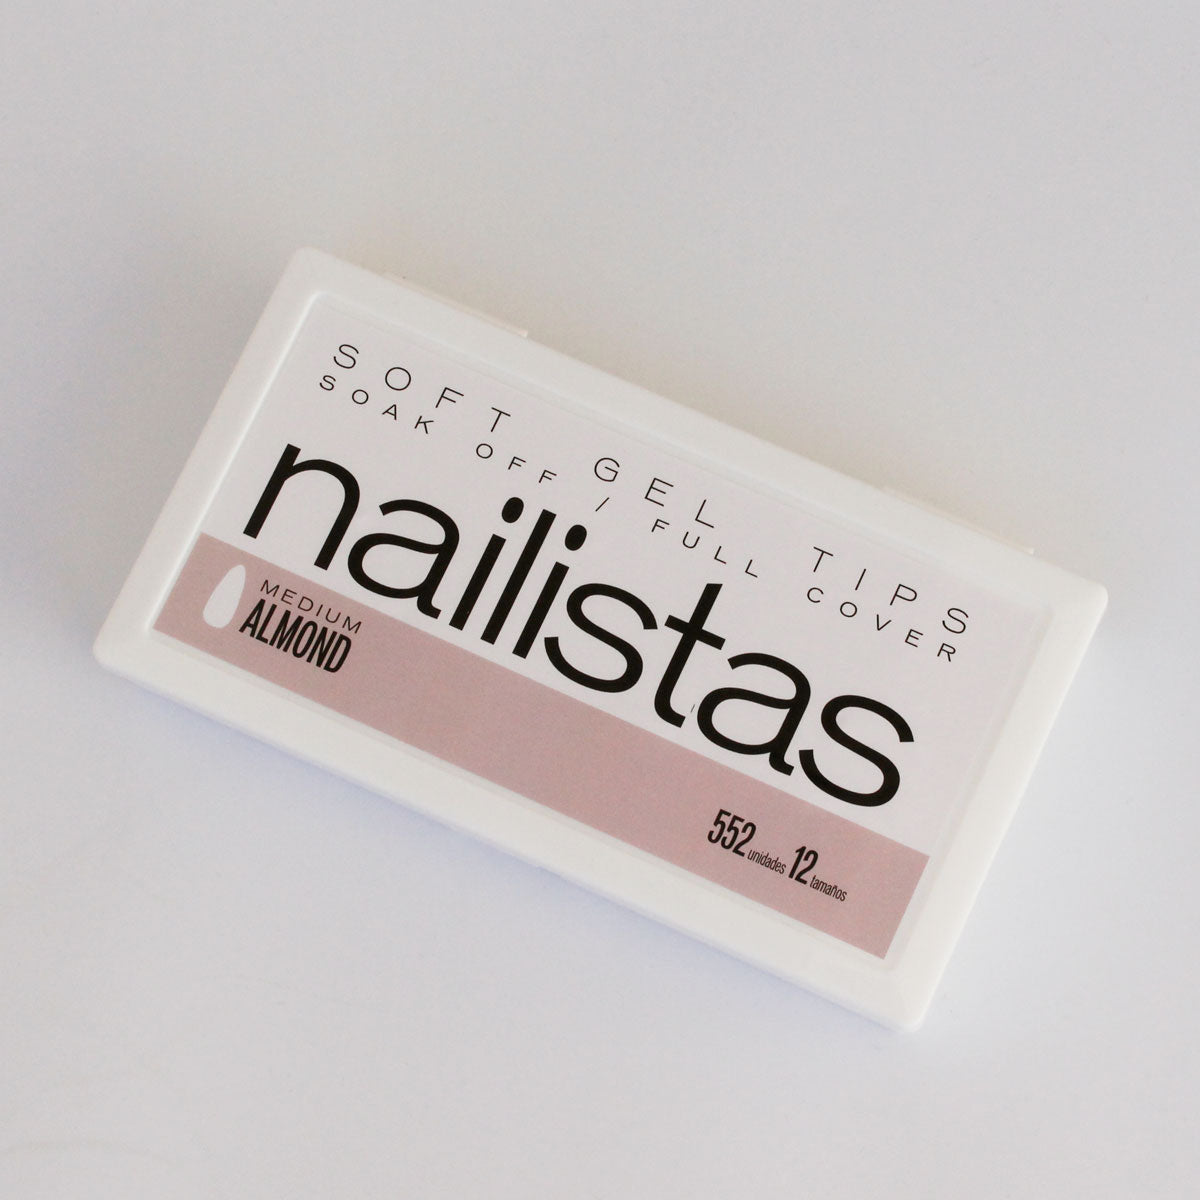 SOFT GEL TIPS
SOAK OFF / FULL COVER
nailistas
MEDIUM
ALMOND
552 unidades 12 tamaños